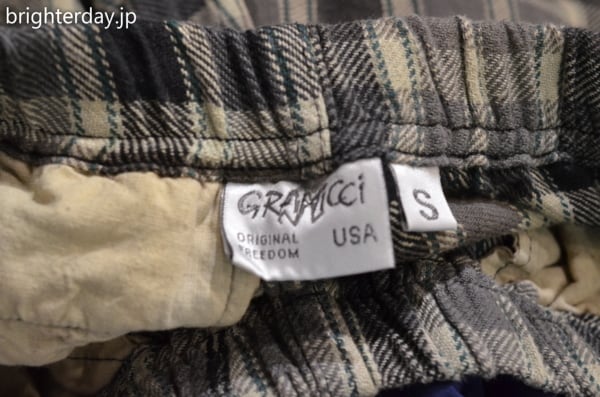 brighterday.jp
GRAMICCi
ORIGINAL
FREEDOM
USA
S